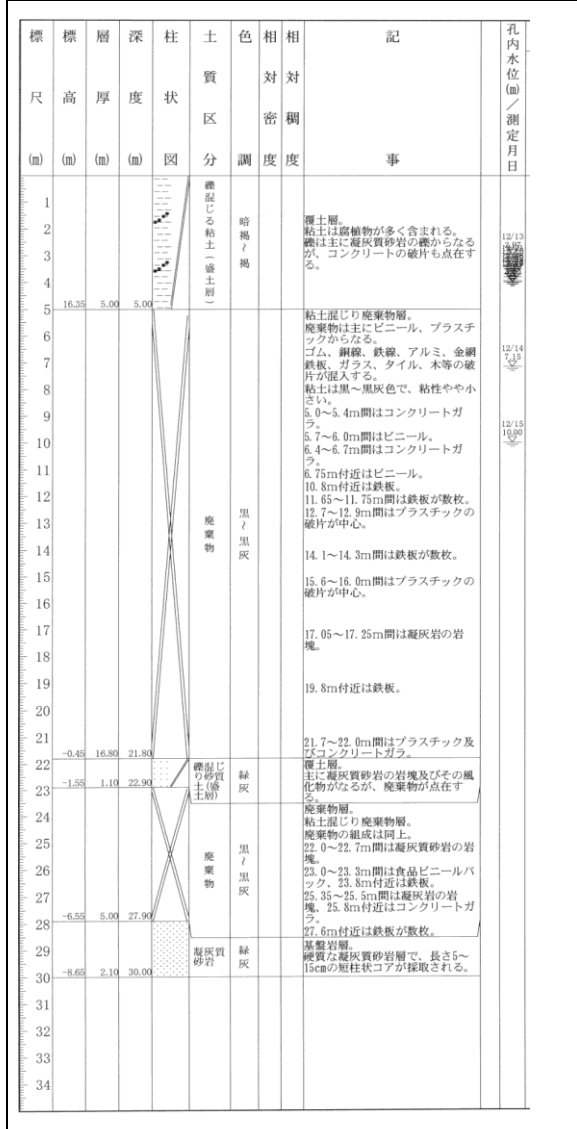 標尺(m)
標高(m)
層厚(m)
深度(m)
柱状図
土質区分
色調
相対密度
相対稠度
記事
孔内水位(m)/測定月日
1
2
3
4
5
6
7
8
9
10
11
12
13
14
15
16
17
18
19
20
21
22
23
24
25
26
27
28
29
30
31
32
33
34
16.35 5.00 5.00
礫混じる粘土(盛土層)
暗褐~褐
覆土層。
粘土は腐植物が多く含まれる。
礫は主に凝灰質砂岩の礫からなる
が、コンクリートの破片も点在す
る。
12/13
12/14
7.15
12/15
10.00
-0.45 16.80 21.80
廃棄物
黒~黒灰
粘土混じり廃棄物層。
廃棄物は主にビニール、プラスチ
ックからなる。
ゴム、銅線、鉄線、アルミ、金網
鉄板、ガラス、タイル、木等の破
片が混入する。
粘土は黒~黒灰色で、粘性やや小
さい。
5.0~5.4m間はコンクリートガ
ラ。
5.7~6.0m間はビニール。
6.4~6.7m間はコンクリートガ
ラ。
6.75m付近はビニール。
10.8m付近は鉄板。
11.65~11.75m間は鉄板が数枚。
12.7~12.9m間はプラスチックの
破片が中心。
14.1~14.3m間は鉄板が数枚。
15.6~16.0m間はプラスチックの
破片が中心。
17.05~17.25m間は凝灰岩の岩
塊。
19.8m付近は鉄板。
21.7~22.0m間はプラスチック及
びコンクリートガラ。
-1.55 1.10 22.90
礫混じ
り砂質
土(盛
土層)
緑灰
覆土層。
主に凝灰質砂岩の岩塊及びその風
化物がなるが、廃棄物が点在す
る。
-6.55 5.00 27.90
廃棄物
黒~黒灰
廃棄物層。
粘土混じり廃棄物層。
廃棄物の組成は同上。
22.0~22.7m間は凝灰質砂岩の岩
塊。
23.0~23.3m間は食品ビニールバ
ック、23.8m付近は鉄板。
25.35~25.5m間は凝灰岩の岩
塊、25.8m付近はコンクリートガ
ラ。
27.6m付近は鉄板が数枚。
-8.65 2.10 30.00
凝灰質
砂岩
緑灰
基盤岩層。
硬質な凝灰質砂岩層で、長さ5~
15cmの短柱状コアが採取される。